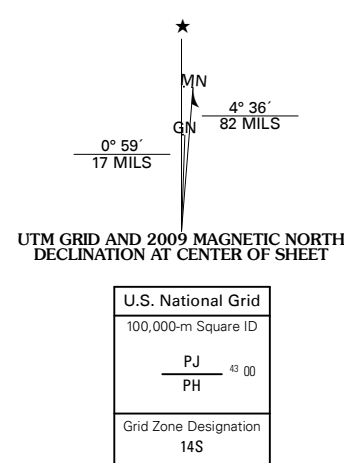 ★
MN
4° 36´
82 MILS
GN
0° 59´
17 MILS
UTM GRID AND 2009 MAGNETIC NORTH
DECLINATION AT CENTER OF SHEET
U.S. National Grid
100,000-m Square ID
PJ
43 00
PH
Grid Zone Designation
14S